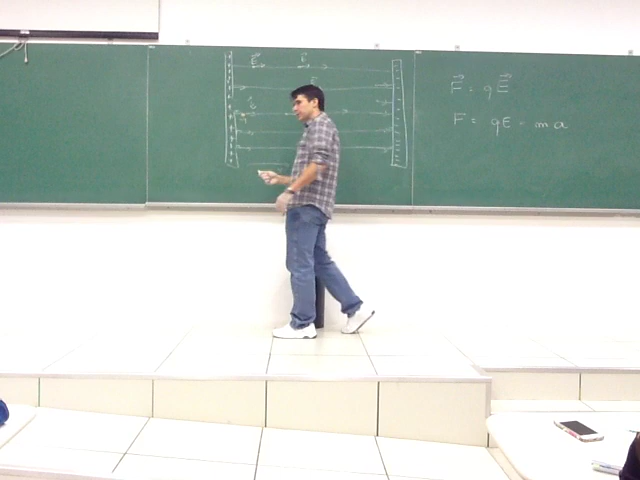 E⃗ E⃗
E
F⃗ = qE⃗
F = qE = ma